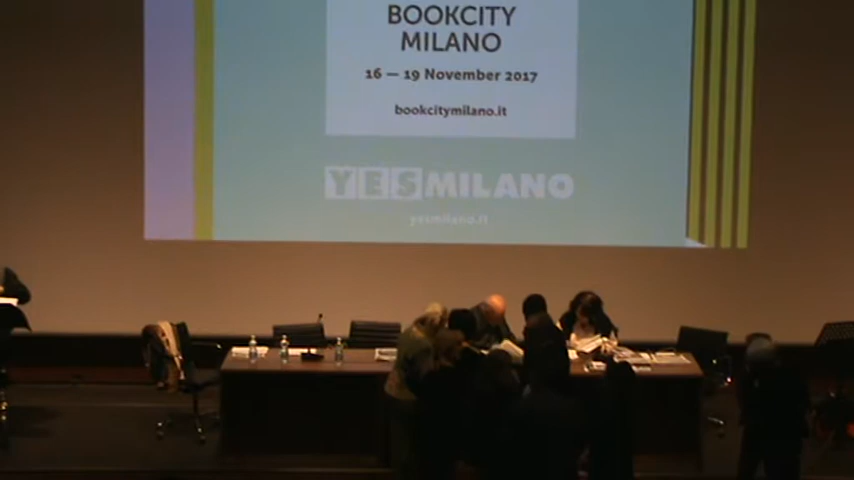 BOOKCITY
MILANO
16 — 19 November 2017
bookcitymilano.it
YESMILANO
yesmilano.it